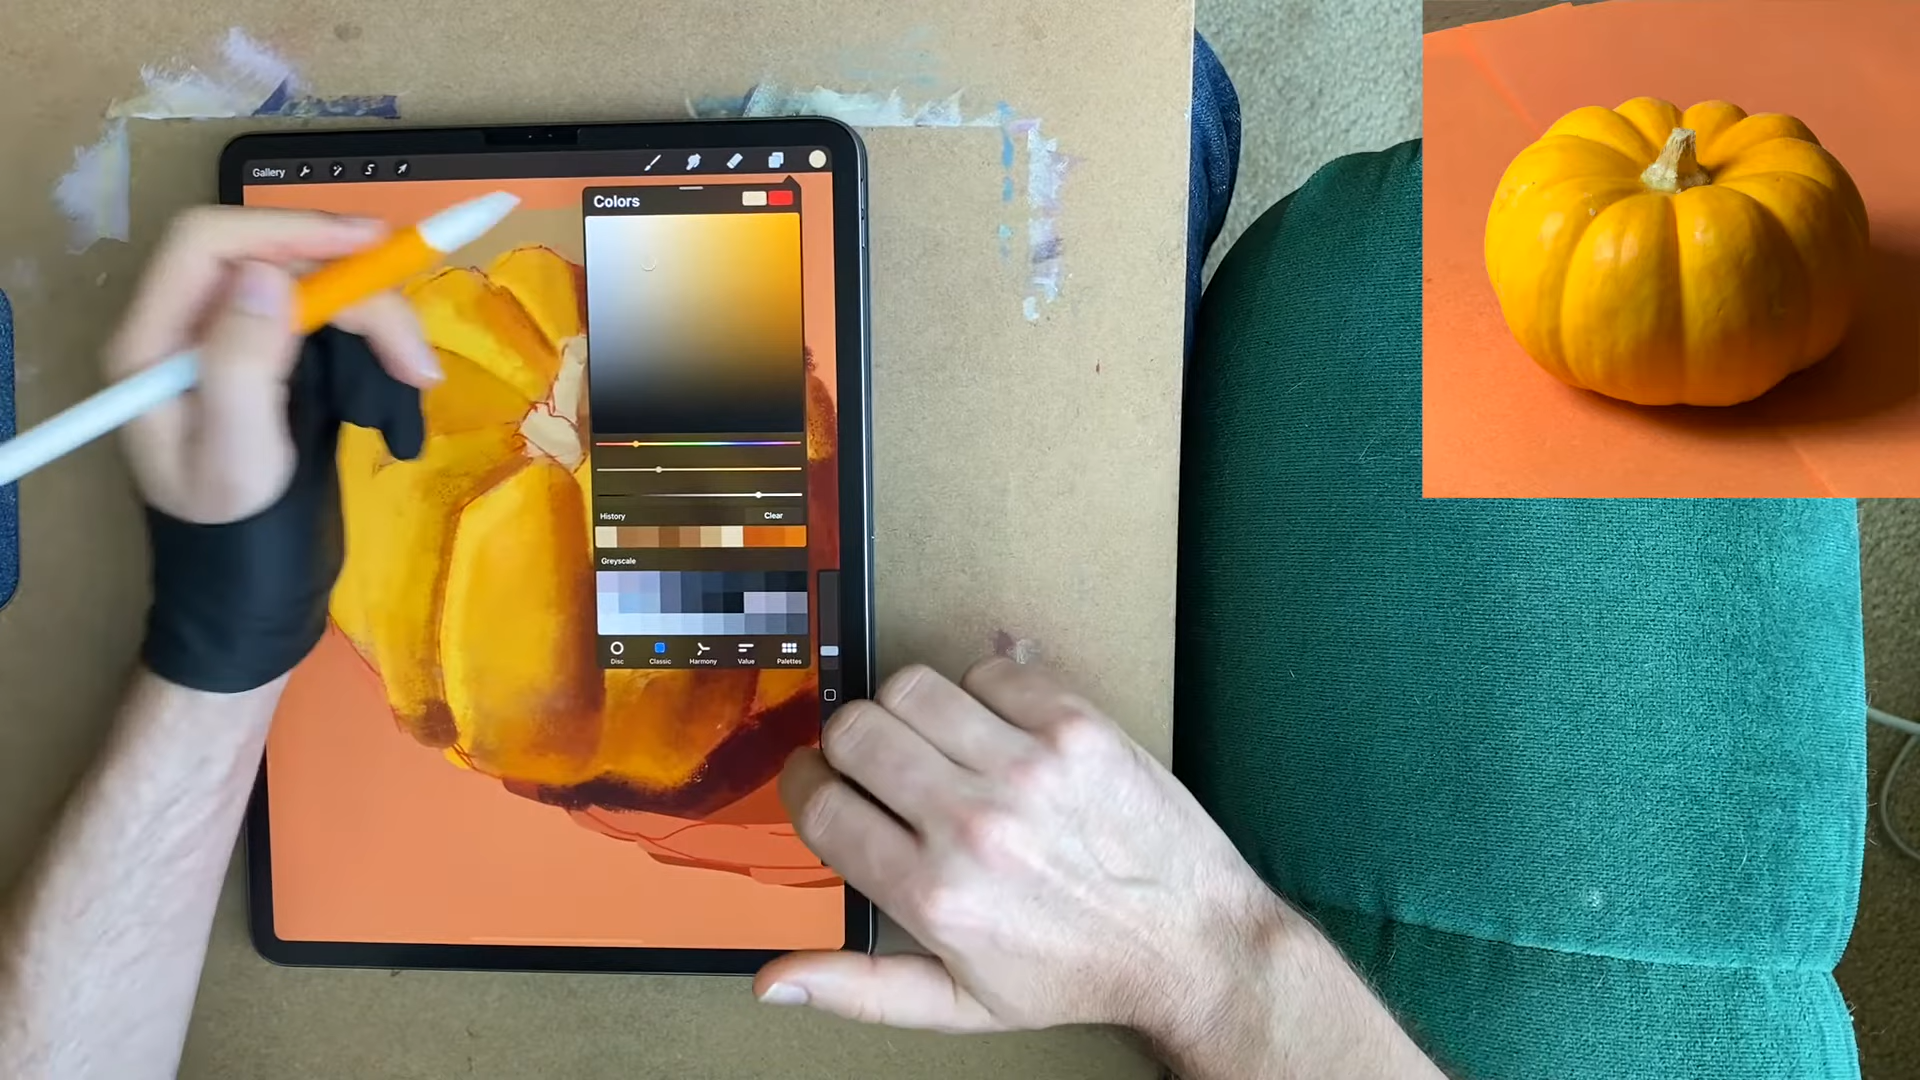 Gallery
Colors
History
Clear
Greyscale
Disc
Classic
Harmony
Value
Palettes